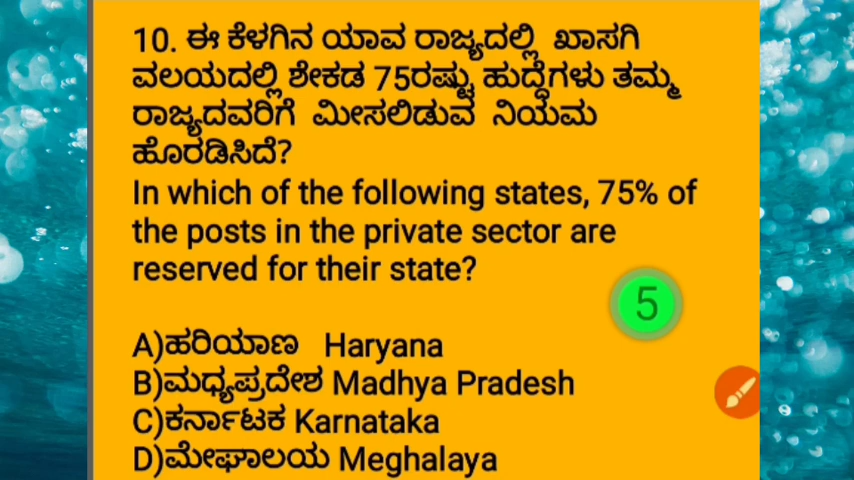 10. ಈ ಕೆಳಗಿನ ಯಾವ ರಾಜ್ಯದಲ್ಲಿ ಖಾಸಗಿ
ವಲಯದಲ್ಲಿ ಶೇಕಡ 75ರಷ್ಟು ಹುದ್ದೆಗಳು ತಮ್ಮ
ರಾಜ್ಯದವರಿಗೆ ಮೀಸಲಿಡುವ ನಿಯಮ
ಹೊರಡಿಸಿದೆ?
In which of the following states, 75% of
the posts in the private sector are
reserved for their state?
5
A)ಹರಿಯಾಣ Haryana
B)ಮಧ್ಯಪ್ರದೇಶ Madhya Pradesh
C)ಕರ್ನಾಟಕ Karnataka
D)ಮೇಘಾಲಯ Meghalaya